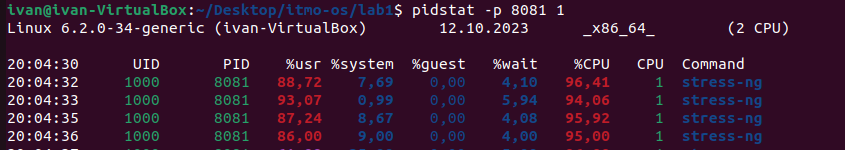 ivan@ivan-VirtualBox:~/Desktop/itmo-os/lab1$ pidstat -p 8081 1
Linux 6.2.0-34-generic (ivan-VirtualBox) 12.10.2023 _x86_64_ (2 CPU)
20:04:30 UID PID %usr %system %guest %wait %CPU CPU Command
20:04:32 1000 8081 88,72 7,69 0,00 4,10 96,41 1 stress-ng
20:04:33 1000 8081 93,07 0,99 0,00 5,94 94,06 1 stress-ng
20:04:35 1000 8081 87,24 8,67 0,00 4,08 95,92 1 stress-ng
20:04:36 1000 8081 86,00 9,00 0,00 4,00 95,00 1 stress-ng